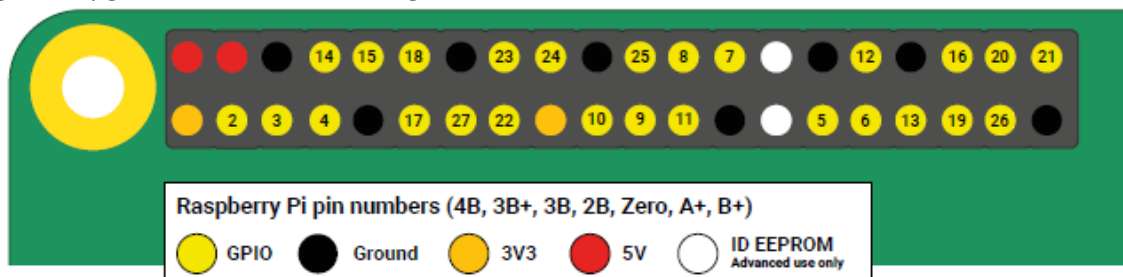 14 15 18 23 24 25 8 7 12 16 20 21
2 3 4 17 27 22 10 9 11 5 6 13 19 26
Raspberry Pi pin numbers (4B, 3B+, 3B, 2B, Zero, A+, B+)
GPIO Ground 3V3 5V ID EEPROM
Advanced use only